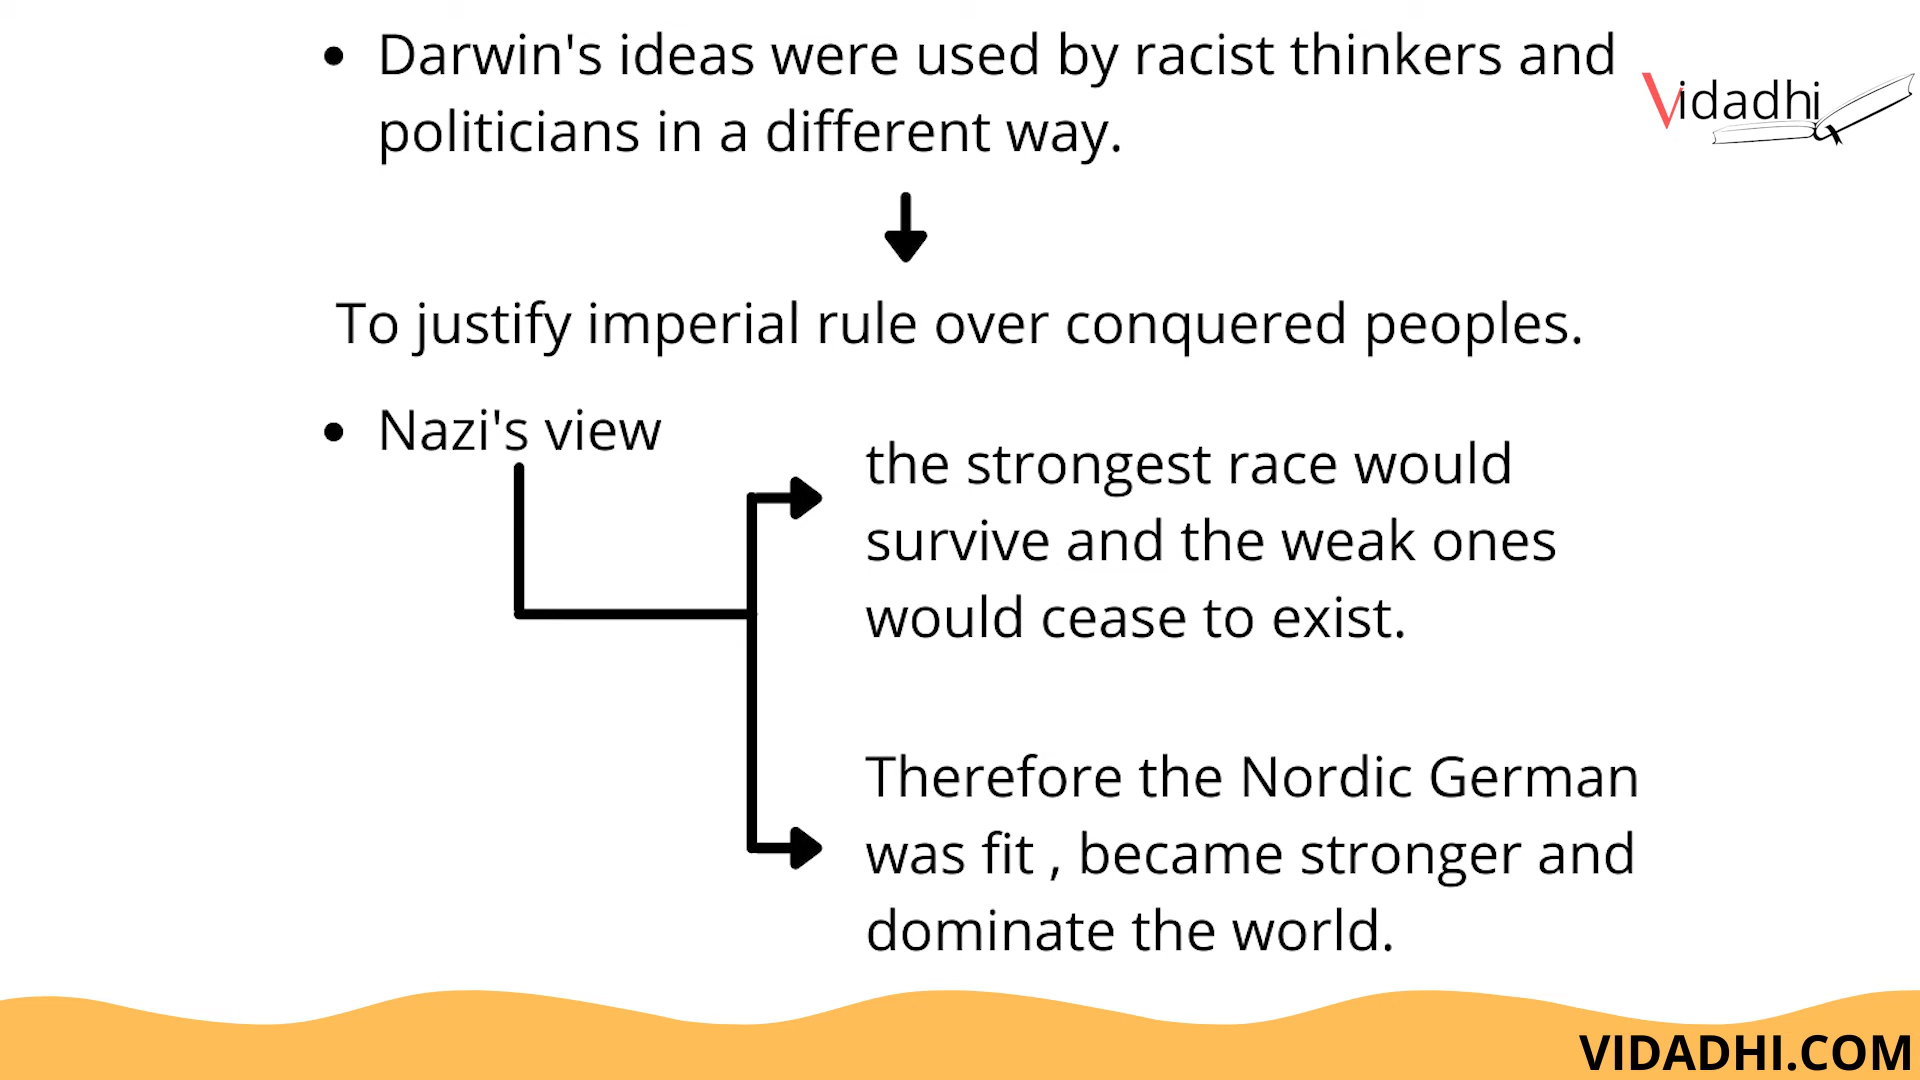 • Darwin's ideas were used by racist thinkers and
politicians in a different way.
Vidadhi
To justify imperial rule over conquered peoples.
• Nazi's view
the strongest race would
survive and the weak ones
would cease to exist.
Therefore the Nordic German
was fit , became stronger and
dominate the world.
VIDADHI.COM